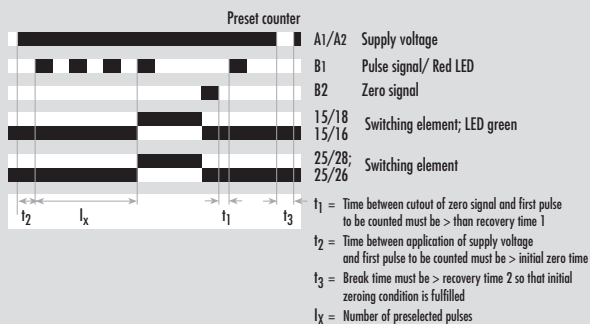 Preset counter
A1/A2 Supply voltage
B1 Pulse signal/ Red LED
B2 Zero signal
15/18
15/16 Switching element; LED green
25/28;
25/26 Switching element
t2 Ix t1 t3
t1 = Time between cutout of zero signal and first pulse
to be counted must be > than recovery time 1
t2 = Time between application of supply voltage
and first pulse to be counted must be > initial zero time
t3 = Break time must be > recovery time 2 so that initial
zeroing condition is fulfilled
Ix = Number of preselected pulses